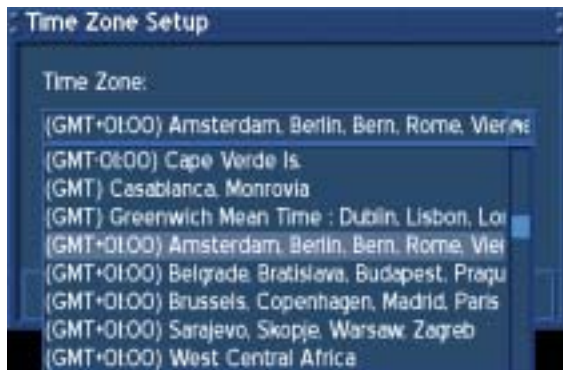 Time Zone Setup
Time Zone:
(GMT+01:00) Amsterdam, Berlin, Bern, Rome, Vienna
(GMT-01:00) Cape Verde Is.
(GMT) Casablanca, Monrovia
(GMT) Greenwich Mean Time : Dublin, Lisbon, Lo
(GMT+01:00) Amsterdam, Berlin, Bern, Rome, Vie
(GMT+01:00) Belgrade, Bratislava, Budapest, Pragu
(GMT+01:00) Brussels, Copenhagen, Madrid, Paris
(GMT+01:00) Sarajevo, Skopje, Warsaw, Zagreb
(GMT+01:00) West Central Africa